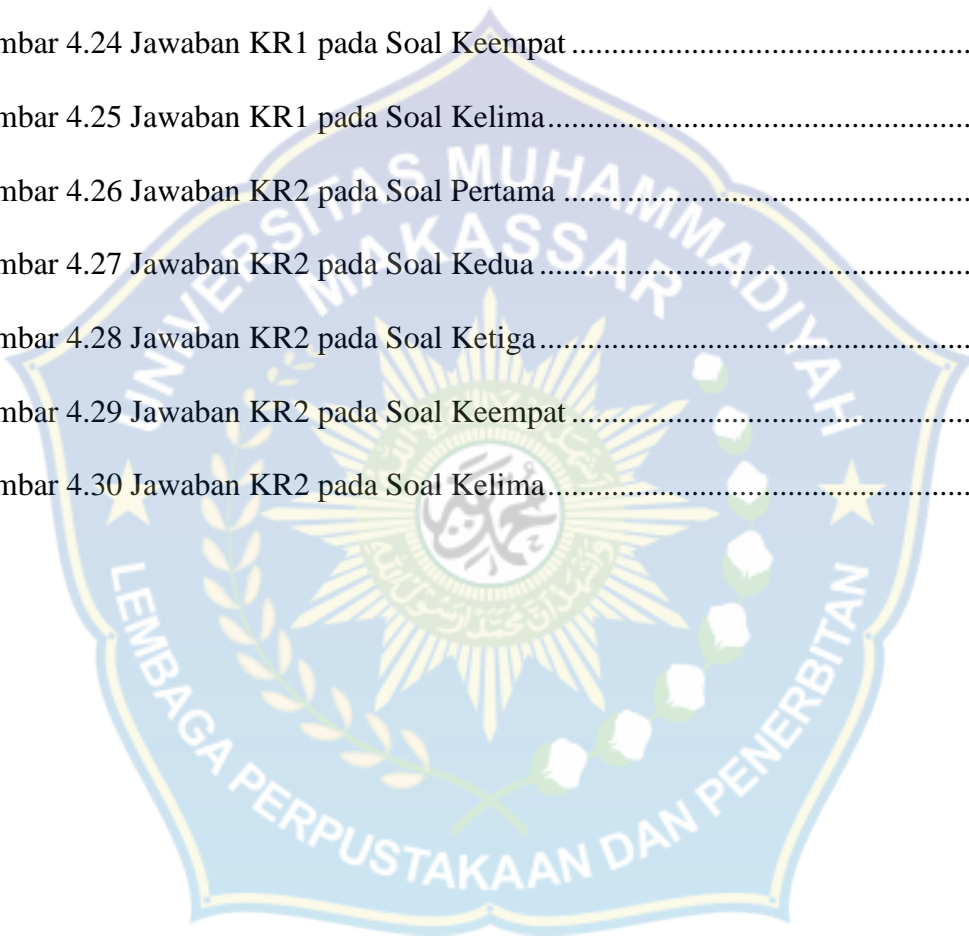 mbar 4.24 Jawaban KR1 pada Soal Keempat ..............................................................
mbar 4.25 Jawaban KR1 pada Soal Kelima..................................................................
mbar 4.26 Jawaban KR2 pada Soal Pertama ................................................................
mbar 4.27 Jawaban KR2 pada Soal Kedua ...................................................................
mbar 4.28 Jawaban KR2 pada Soal Ketiga...................................................................
mbar 4.29 Jawaban KR2 pada Soal Keempat ..............................................................
mbar 4.30 Jawaban KR2 pada Soal Kelima..................................................................
UNIVERSITAS MUHAMMADIYAH
MAKASSAR
محمد
LEMBAGA PERPUSTAKAAN DAN PENERBITAN